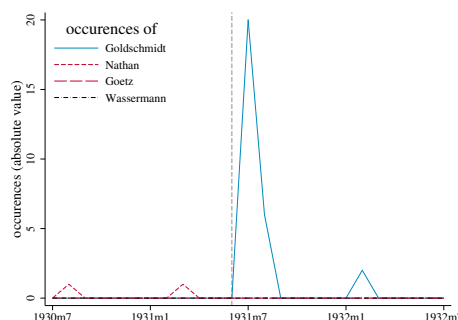 occurences of
Goldschmidt
Nathan
Goetz
Wassermann
occurences (absolute value)
20
15
10
5
0
1930m7 1931m1 1931m7 1932m1 1932m